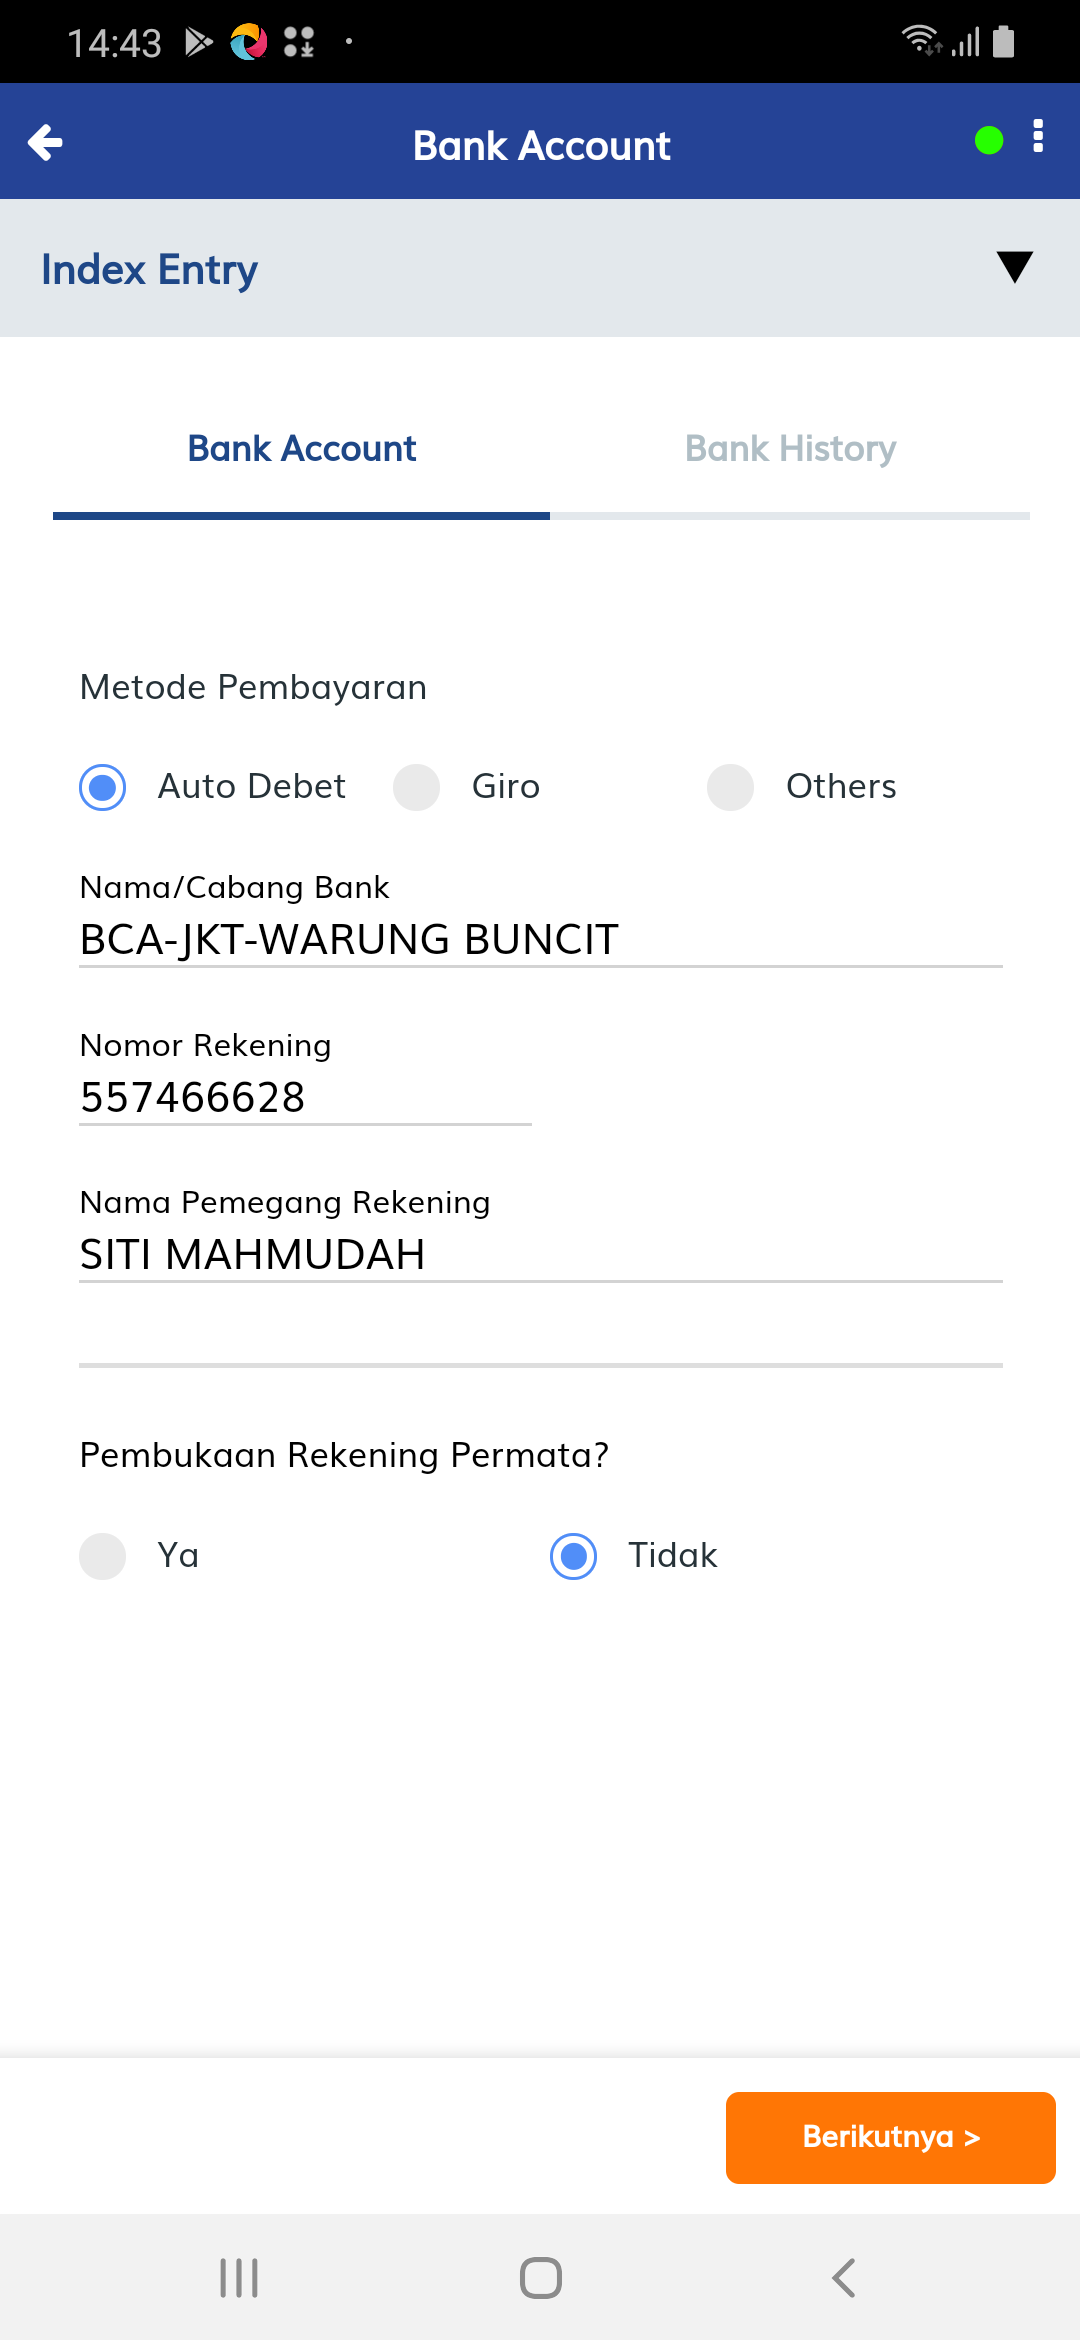 14:43
Bank Account
Index Entry
Bank Account
Bank History
Metode Pembayaran
Auto Debet
Giro
Others
Nama/Cabang Bank
BCA-JKT-WARUNG BUNCIT
Nomor Rekening
557466628
Nama Pemegang Rekening
SITI MAHMUDAH
Pembukaan Rekening Permata?
Ya
Tidak
Berikutnya >